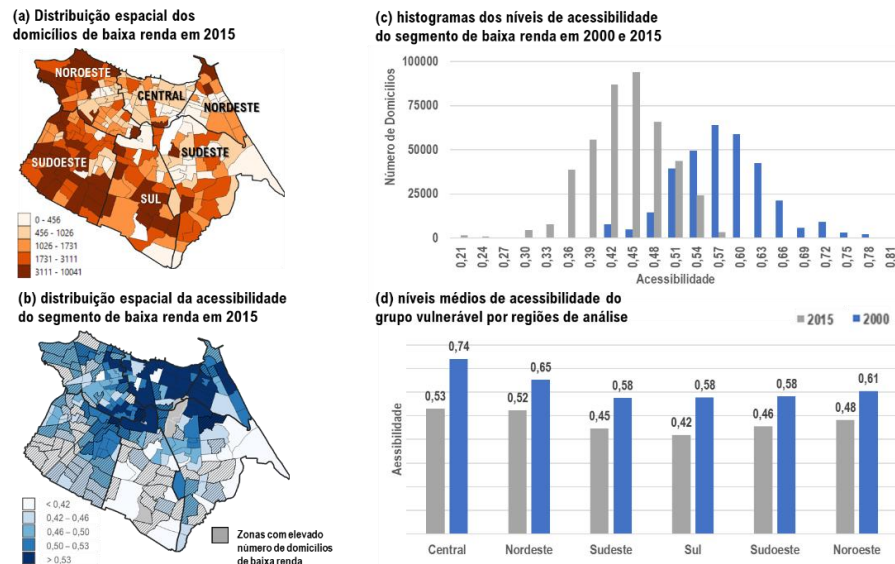 (a) Distribuição espacial dos
domicílios de baixa renda em 2015
NOROESTE
CENTRAL
NORDESTE
SUDOESTE
SUDESTE
SUL
0 - 456
456 - 1026
1026 - 1731
1731 - 3111
3111 - 10041
(c) histogramas dos níveis de acessibilidade
do segmento de baixa renda em 2000 e 2015
Número de Domicílios
100000
75000
50000
25000
0
0,21 0,24 0,27 0,30 0,33 0,36 0,39 0,42 0,45 0,48 0,51 0,54 0,57 0,60 0,63 0,66 0,69 0,72 0,75 0,78 0,81
Acessibilidade
(b) distribuição espacial da acessibilidade
do segmento de baixa renda em 2015
< 0,42
0,42 – 0,46
0,46 – 0,50
0,50 – 0,53
> 0,53
Zonas com elevado
número de domicílios
de baixa renda
(d) níveis médios de acessibilidade do
grupo vulnerável por regiões de análise
2015 2000
Aessibilidade
0,53 0,74 0,52 0,65 0,45 0,58 0,42 0,58 0,46 0,58 0,48 0,61
Central Nordeste Sudeste Sul Sudoeste Noroeste